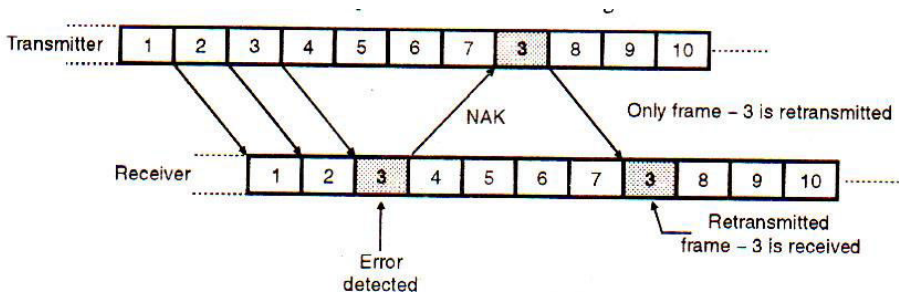 Transmitter 1 2 3 4 5 6 7 3 8 9 10
NAK
Only frame – 3 is retransmitted
Receiver 1 2 3 4 5 6 7 3 8 9 10
Error
detected
Retransmitted
frame – 3 is received